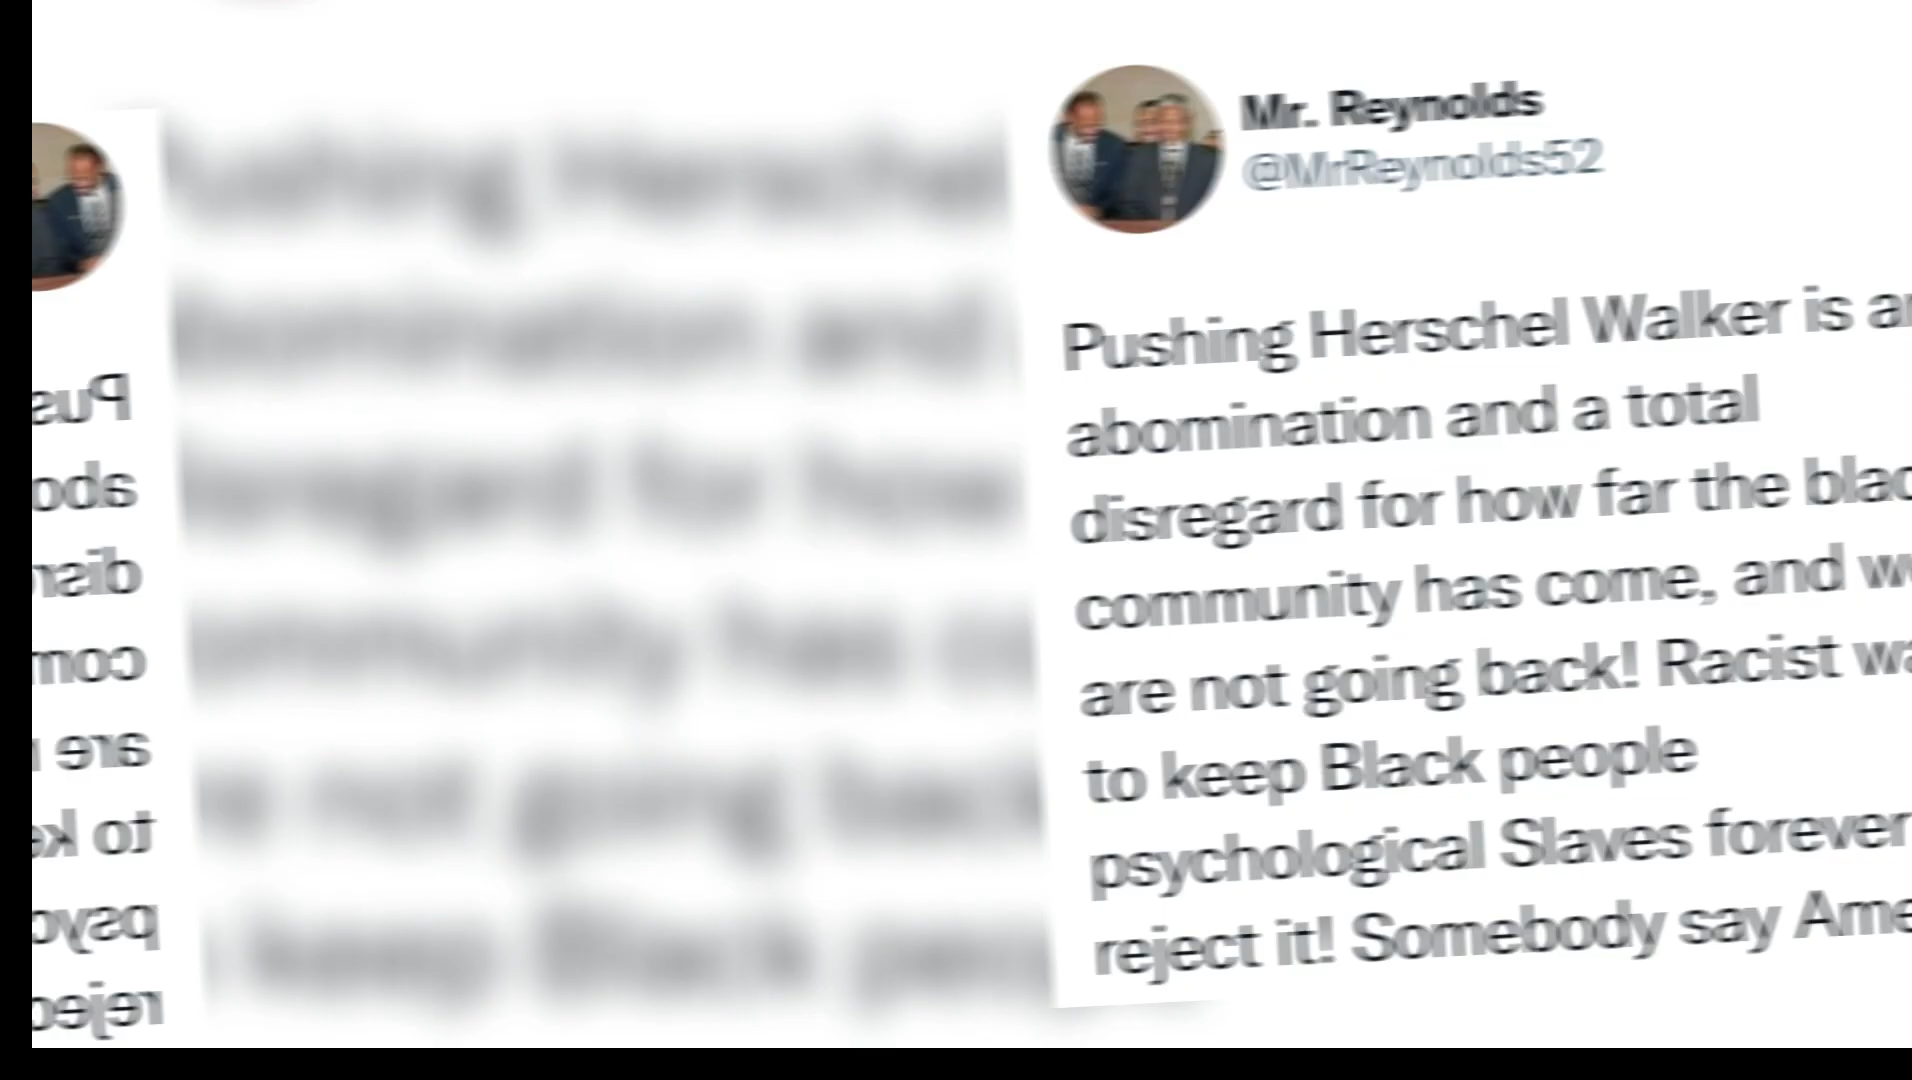 Mr. Reynolds
@MrReynolds52
Pushing Herschel Walker is an
abomination and a total
disregard for how far the blac
community has come, and we
are not going back! Racist wa
to keep Black people
psychological Slaves forever
reject it! Somebody say Ame